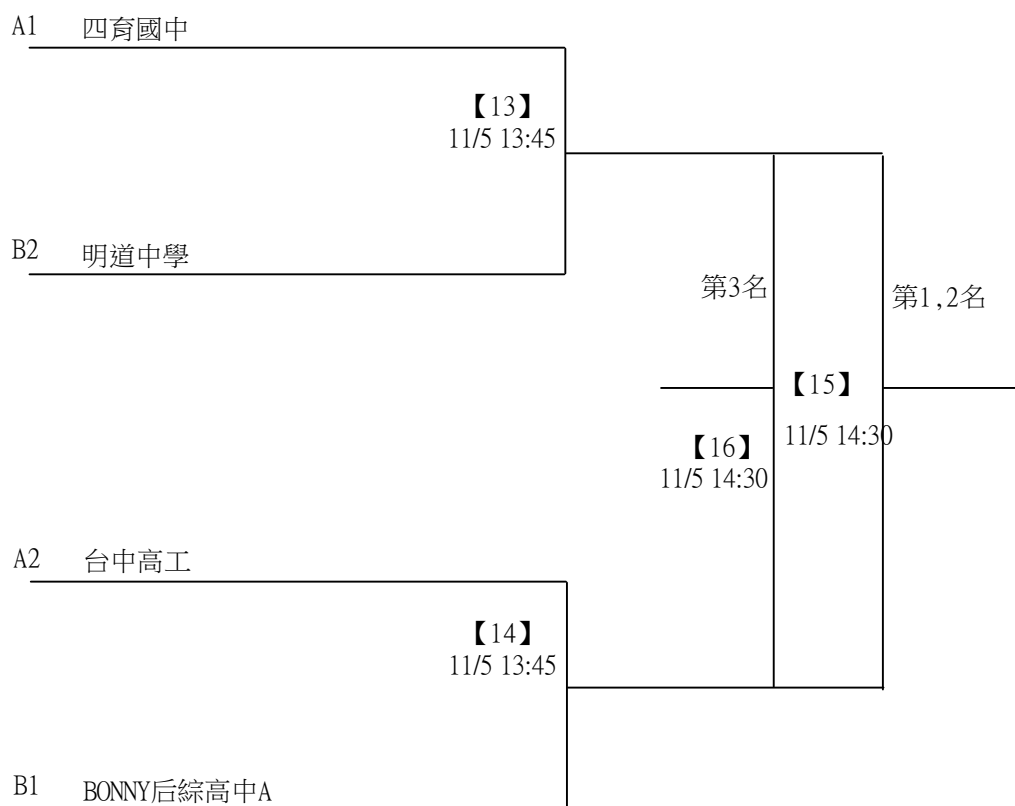 A1 四育國中
【13】
11/5 13:45
B2 明道中學
第3名
第1,2名
【15】
11/5 14:30
【16】
11/5 14:30
A2 台中高工
【14】
11/5 13:45
B1 BONNY后綜高中A